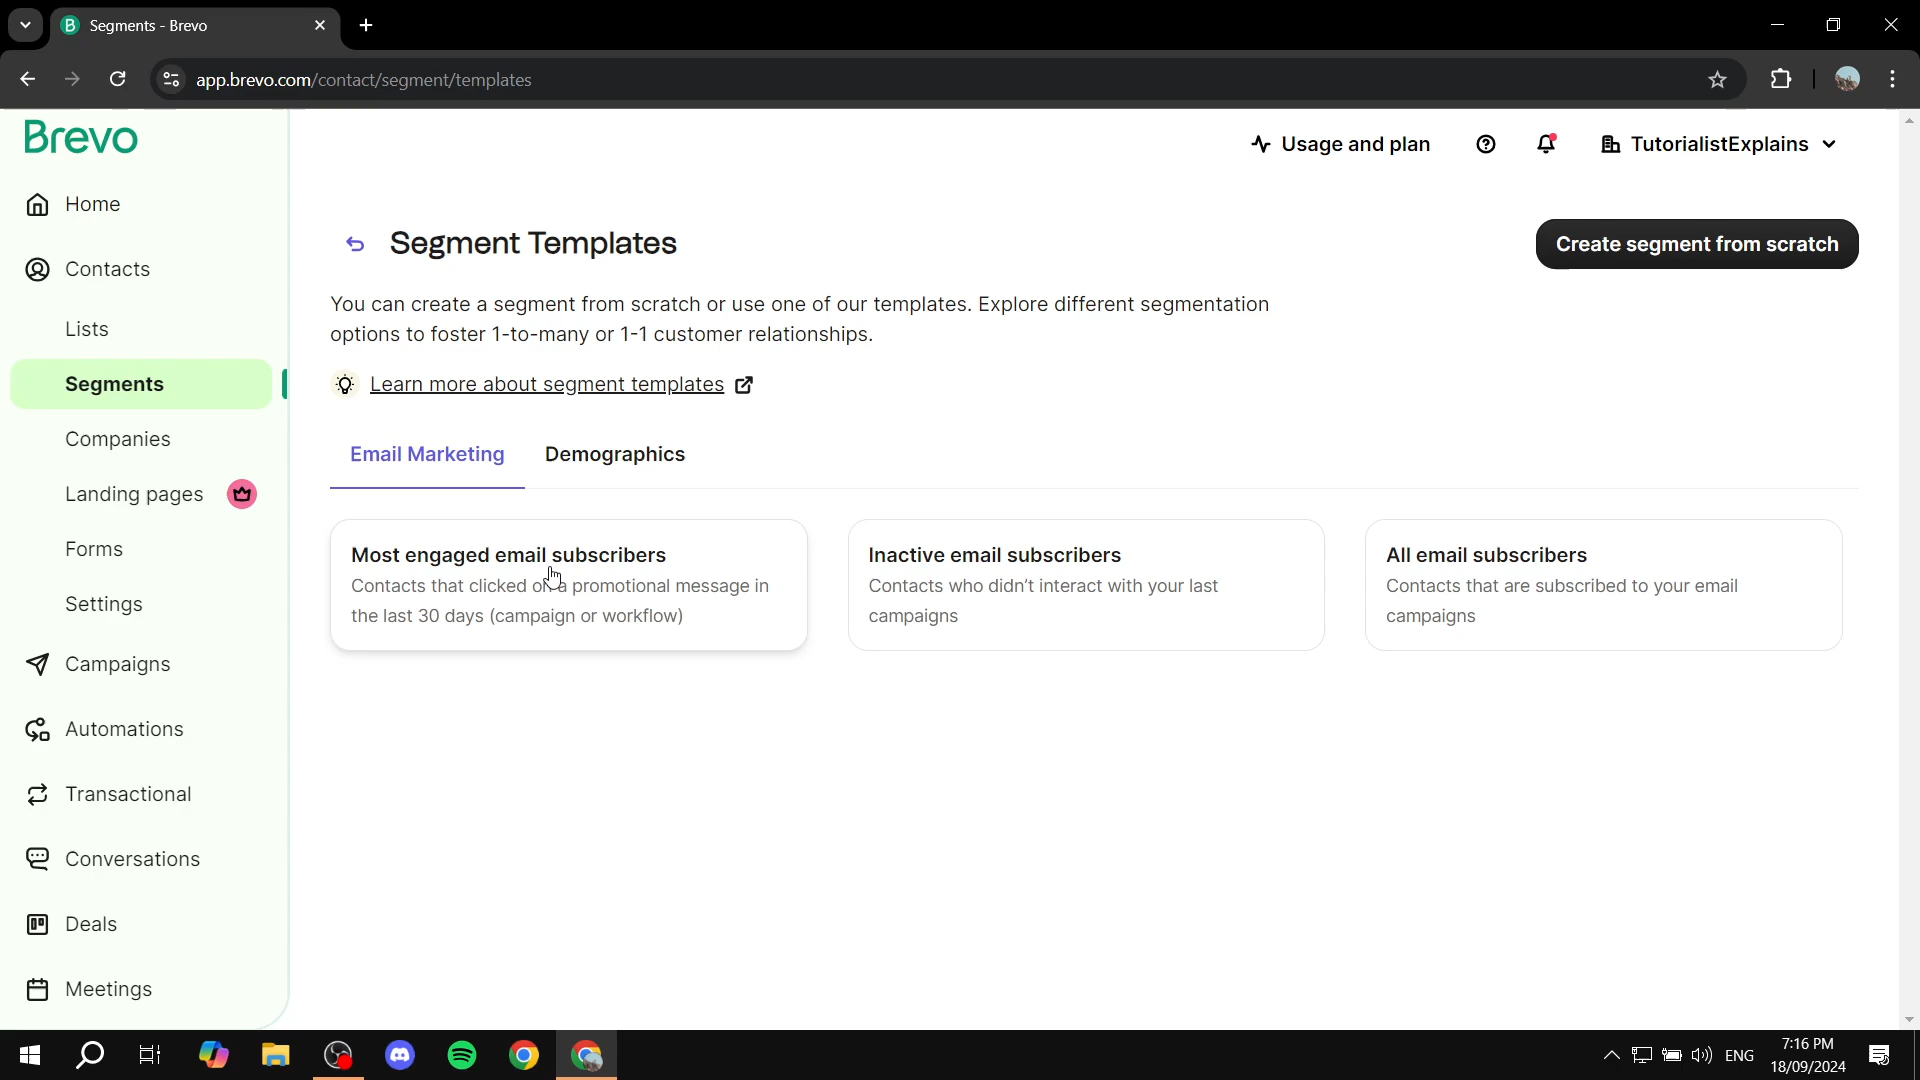 Segments - Brevo
app.brevo.com/contact/segment/templates
Brevo
Usage and plan
TutorialistExplains
Home
Contacts
Lists
Segments
Companies
Landing pages
Forms
Settings
Campaigns
Automations
Transactional
Conversations
Deals
Meetings
Segment Templates
Create segment from scratch
You can create a segment from scratch or use one of our templates. Explore different segmentation
options to foster 1-to-many or 1-1 customer relationships.
Learn more about segment templates
Email Marketing
Demographics
Most engaged email subscribers
Contacts that clicked on a promotional message in
the last 30 days (campaign or workflow)
Inactive email subscribers
Contacts who didn't interact with your last
campaigns
All email subscribers
Contacts that are subscribed to your email
campaigns
ENG
7:16 PM
18/09/2024